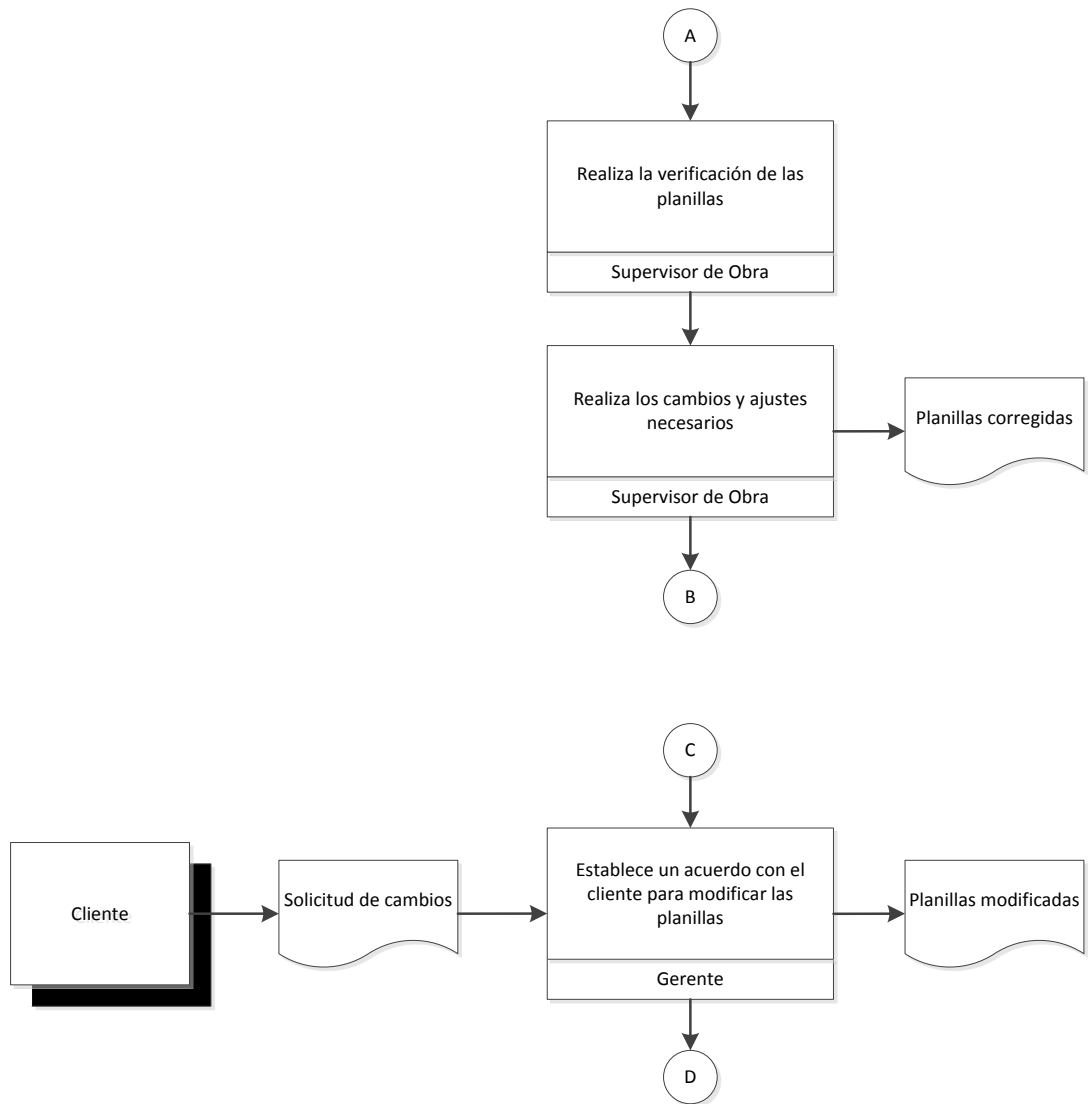 A
Realiza la verificación de las
planillas
Supervisor de Obra
Realiza los cambios y ajustes
necesarios
Supervisor de Obra
Planillas corregidas
B
C
Cliente
Solicitud de cambios
Establece un acuerdo con el
cliente para modificar las
planillas
Gerente
Planillas modificadas
D